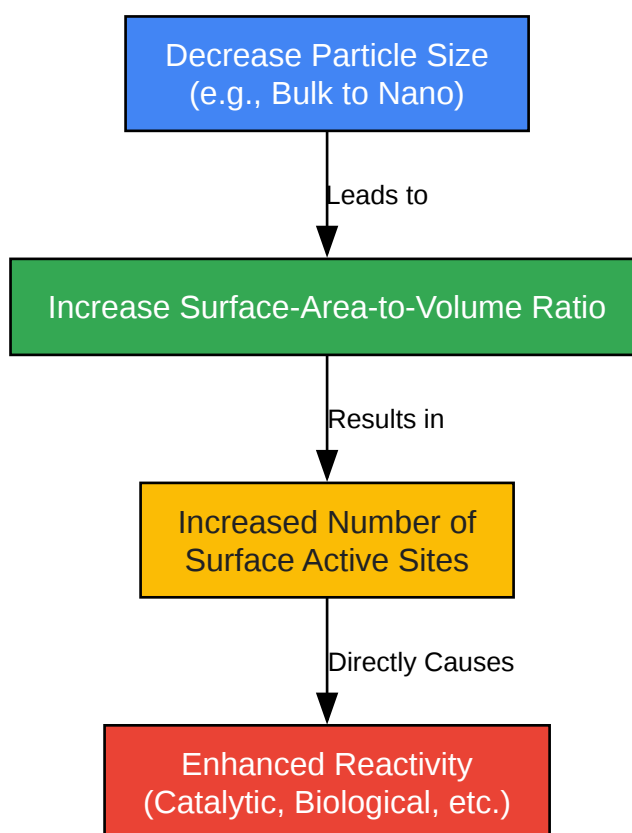 Decrease Particle Size
(e.g., Bulk to Nano)
Leads to
Increase Surface-Area-to-Volume Ratio
Results in
Increased Number of
Surface Active Sites
Directly Causes
Enhanced Reactivity
(Catalytic, Biological, etc.)